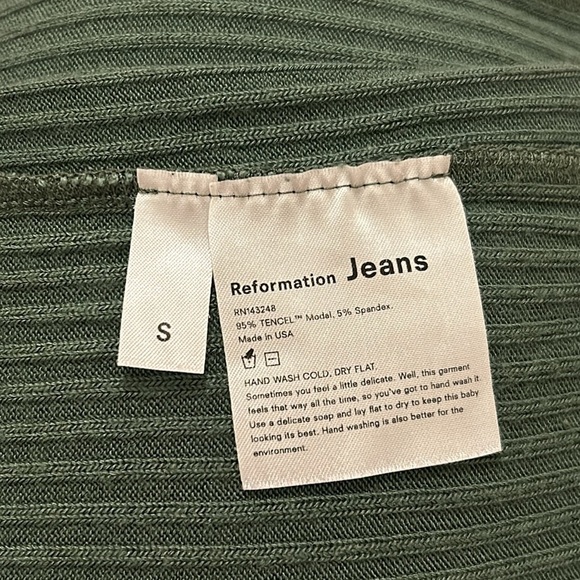 S
Reformation Jeans
RN143248
95% TENCEL™ Modal, 5% Spandex.
Made in USA
HAND WASH COLD, DRY FLAT.
Sometimes you feel a little delicate. Well, this garment
feels that way all the time, so you've got to hand wash it.
Use a delicate soap and lay flat to dry to keep this baby
looking its best. Hand washing is also better for the
environment.